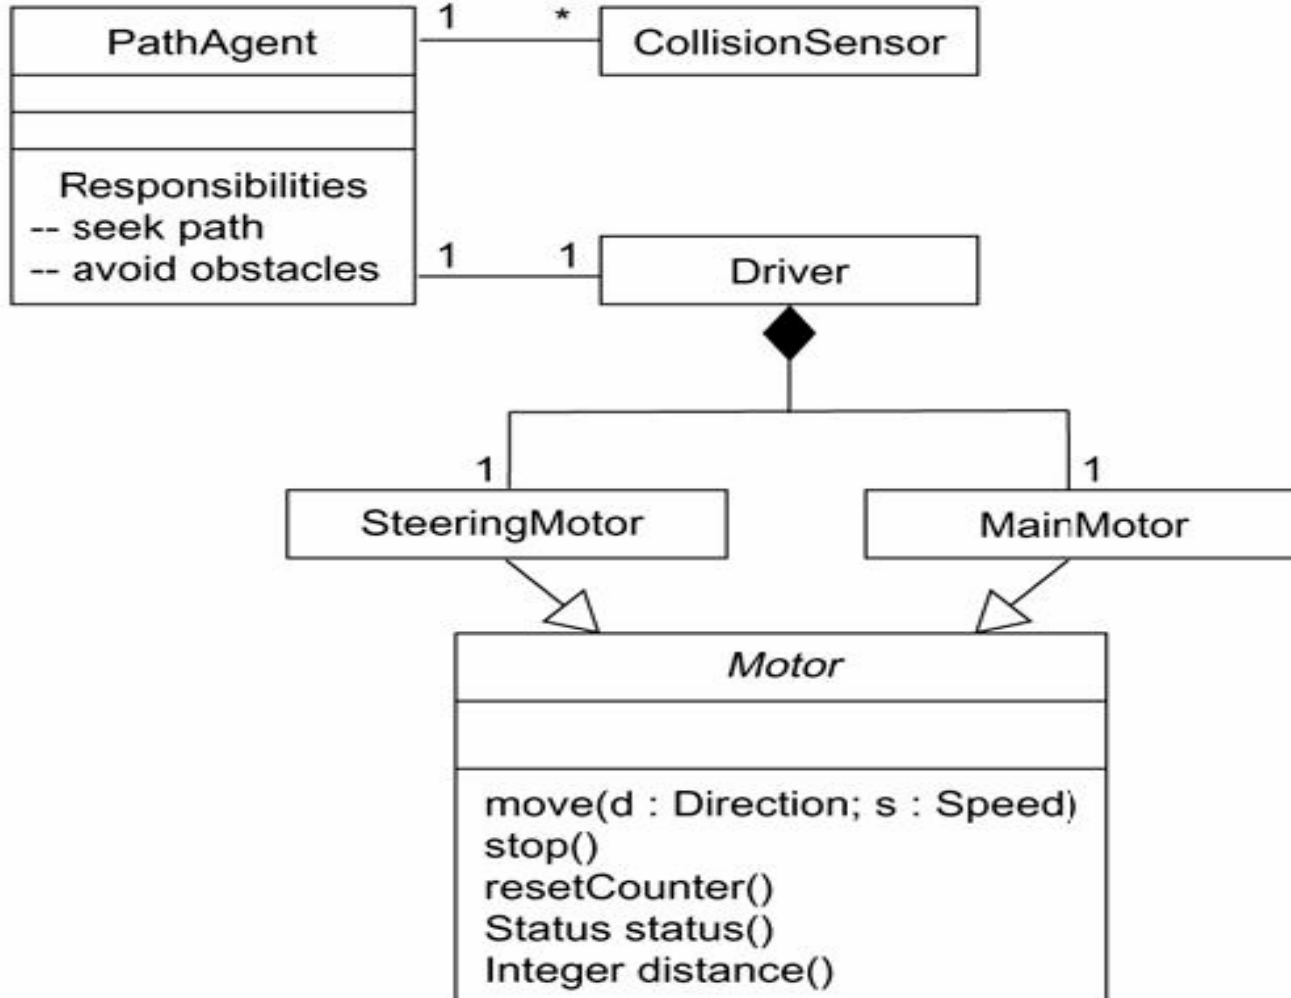 PathAgent
1
*
CollisionSensor
Responsibilities
-- seek path
-- avoid obstacles
1
1
Driver
1
1
SteeringMotor
MainMotor
Motor
move(d : Direction; s : Speed)
stop()
resetCounter()
Status status()
Integer distance()